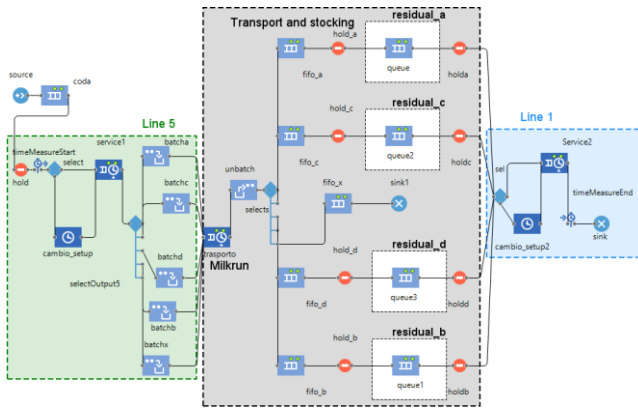 Transport and stocking
residual_a
hold_a
queue
fifo_a
holda
source
coda
Line 5
service1
batcha
timeMeasureStart
select
hold
cambio_setup
batchc
batchd
selectOutput5
batchb
batchx
trasporto
Milkrun
unbatch
selects
residual_c
hold_c
queue2
fifo_c
holdc
fifo_x
sink1
residual_d
hold_d
queue3
fifo_d
holdd
residual_b
hold_b
queue1
fifo_b
holdb
Line 1
Service2
sel
timeMeasureEnd
cambio_setup2
sink